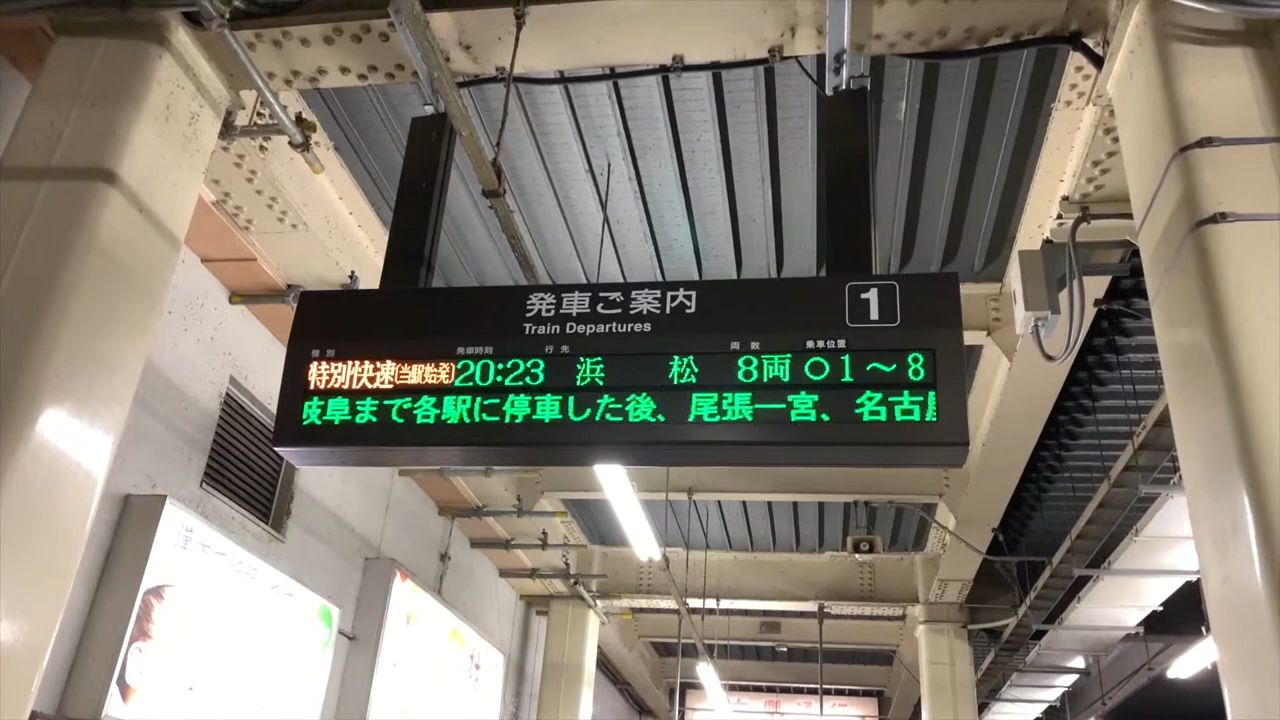 発車ご案内
1
Train Departures
種別 発車時刻 行先 両数 乗車位置
特別快速(当駅始発) 20:23 浜 松 8両 ○1～8
岐阜まで各駅に停車した後、尾張一宮、名古